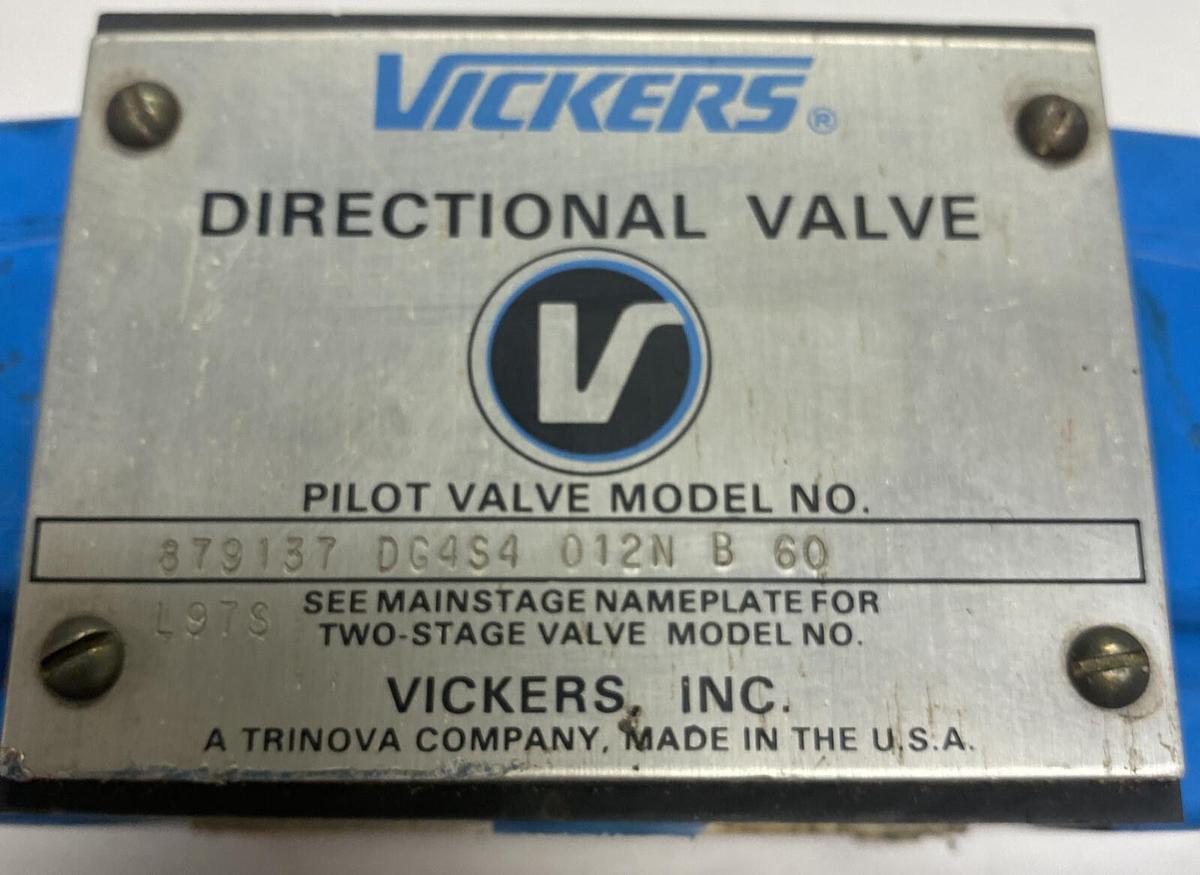 VICKERS®
DIRECTIONAL VALVE
V
PILOT VALVE MODEL NO.
879137 DG4S4 012N B 60
L97S
SEE MAINSTAGE NAMEPLATE FOR
TWO-STAGE VALVE MODEL NO.
VICKERS, INC.
A TRINOVA COMPANY, MADE IN THE U.S.A.